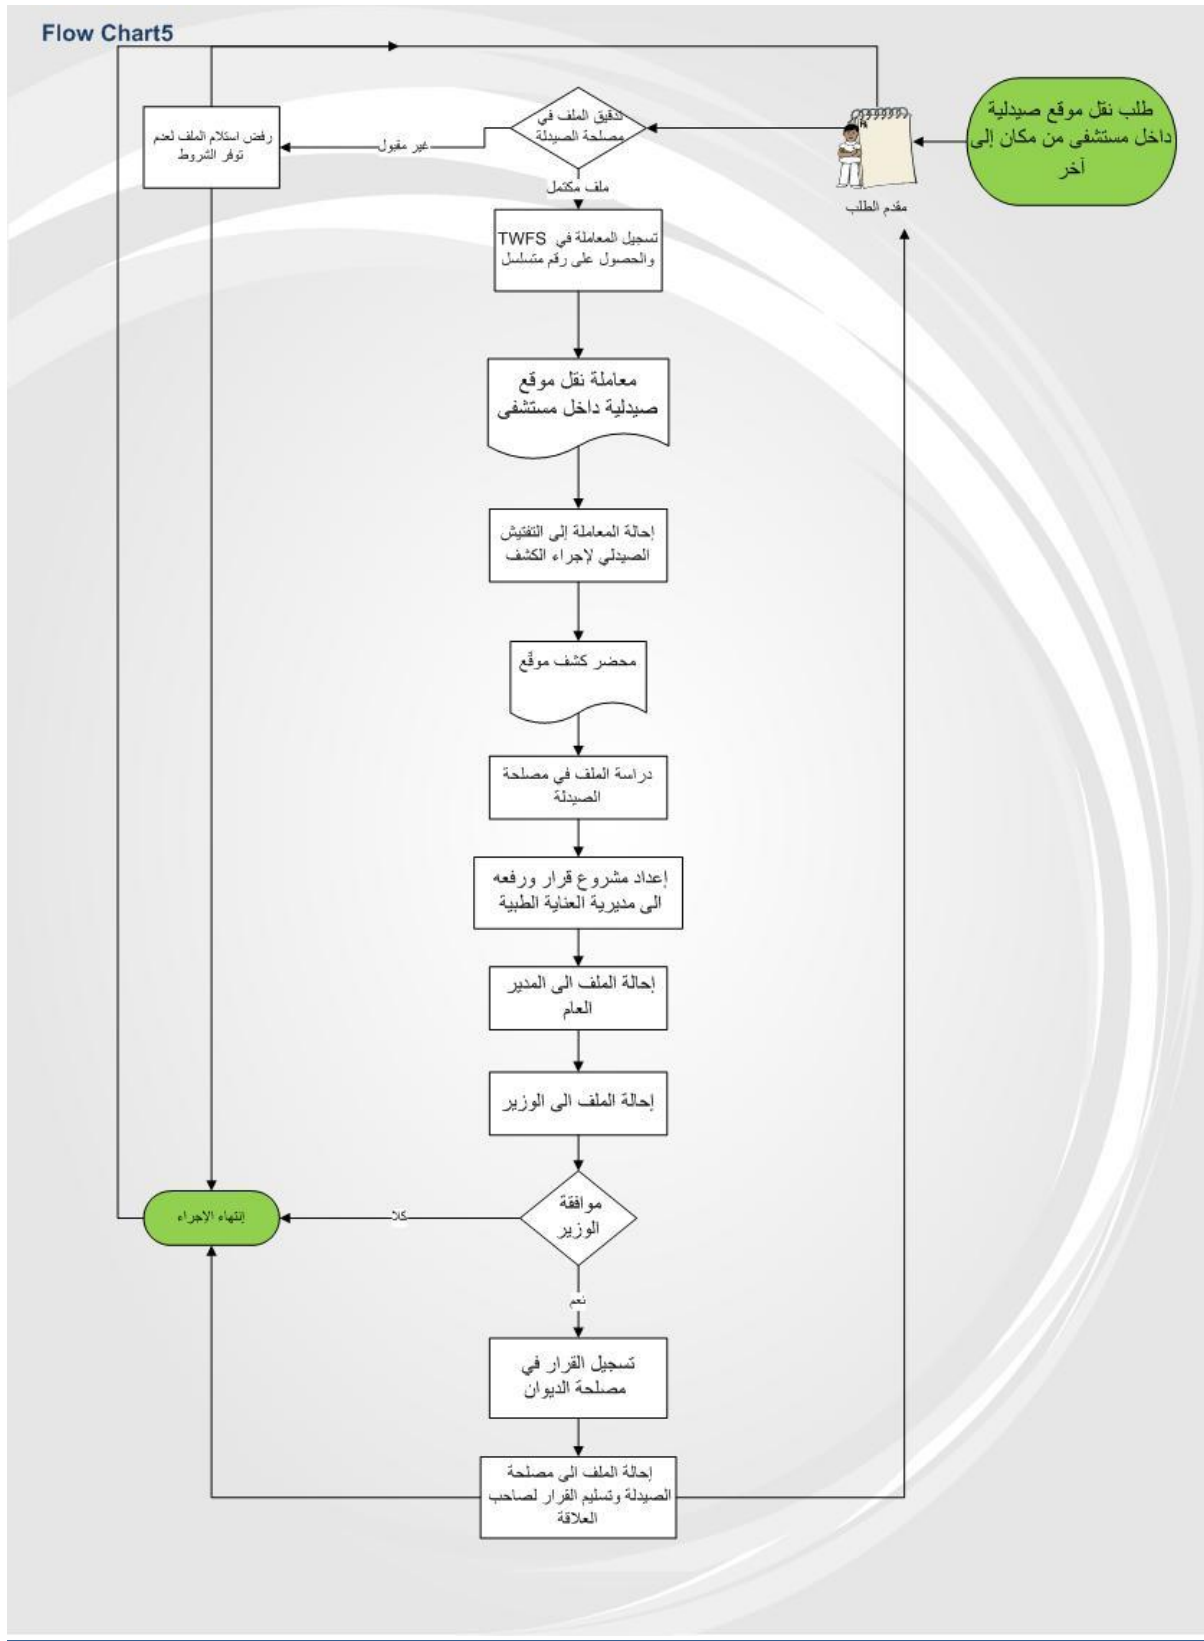 Flow Chart5
طلب نقل موقع صيدلية
داخل مستشفى من مكان إلى
آخر
مقدم الطلب
تدقيق الملف في
مصلحة الصيدلة
غير مقبول
رفض استلام الملف لعدم
توفر الشروط
ملف مكتمل
تسجيل المعاملة في TWFS
والحصول على رقم متسلسل
معاملة نقل موقع
صيدلية داخل مستشفى
إحالة المعاملة إلى التفتيش
الصيدلي لإجراء الكشف
محضر كشف موقّع
دراسة الملف في مصلحة
الصيدلة
إعداد مشروع قرار ورفعه
الى مديرية العناية الطبية
إحالة الملف الى المدير
العام
إحالة الملف الى الوزير
موافقة
الوزير
كلا
إنتهاء الإجراء
نعم
تسجيل القرار في
مصلحة الديوان
إحالة الملف الى مصلحة
الصيدلة وتسليم القرار لصاحب
العلاقة